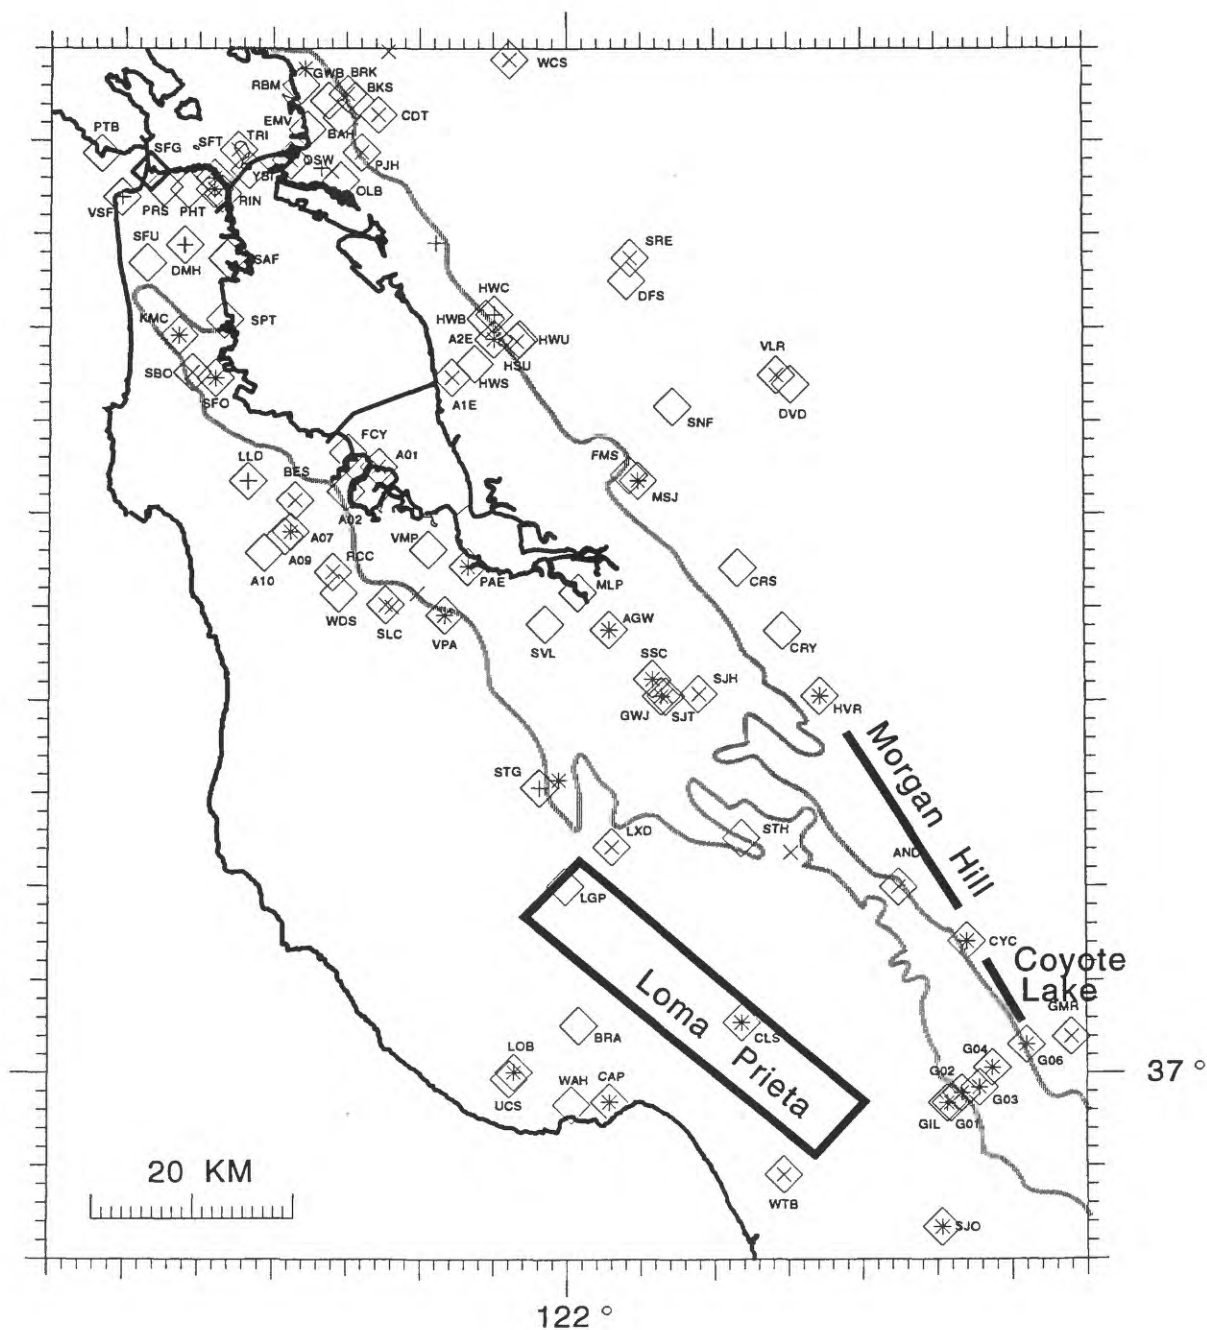 WCS
GWB
BRK
RBM
BKS
CDT
EMV
BAH
PTB
SFT
TRI
SFG
OSW
PJH
YBI
OLB
VSF
PRS
PHT
RIN
SFU
DMH
SAF
SRE
DFS
HWC
KMC
SPT
HWB
A2E
HWU
HSU
VLR
SBO
HWS
SFO
A1E
DVD
SNF
FCY
LLD
BES
A01
FMS
MSJ
A02
A07
VMP
A09
RCC
A10
PAE
CRS
MLP
WDS
SLC
VPA
SVL
AGW
CRY
SSC
SJH
GWJ
SJT
HVR
STG
Morgan Hill
LXD
STH
AND
LGP
CYC
Coyote
Lake
Loma Prieta
GMR
BRA
CLS
LOB
G04
G06
37 °
G02
UCS
WAH
CAP
G03
GIL
G01
20 KM
WTB
SJO
122 °